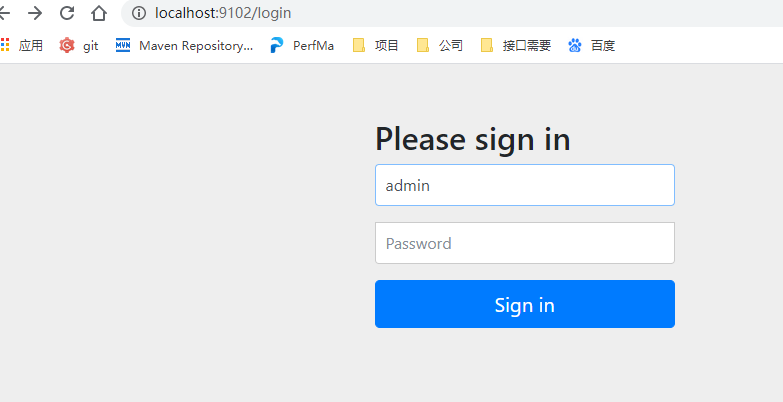 localhost:9102/login
应用 git MVN Maven Repository... PerfMa 项目 公司 接口需要 百度
Please sign in
admin
Password
Sign in